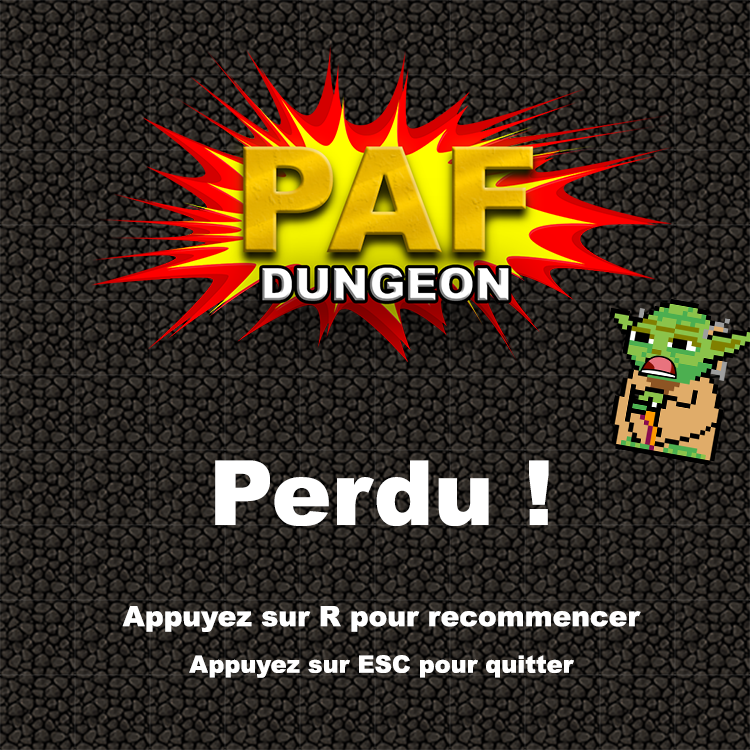 PAF
DUNGEON
Perdu !
Appuyez sur R pour recommencer
Appuyez sur ESC pour quitter